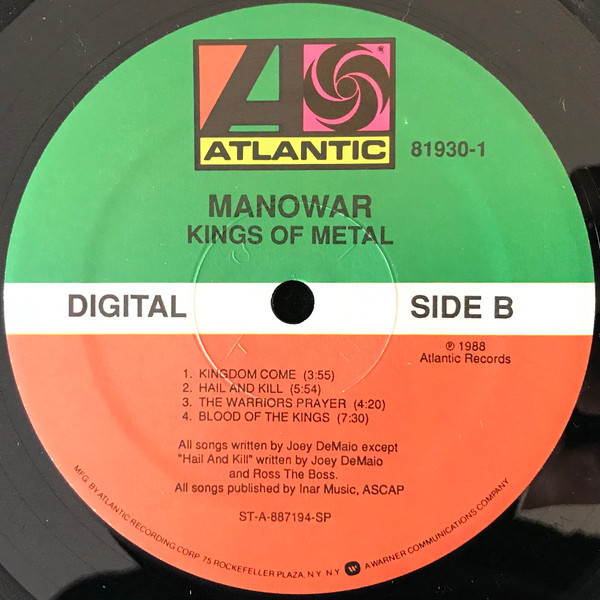 ATLANTIC
81930-1
MANOWAR
KINGS OF METAL
DIGITAL
SIDE B
℗ 1988
Atlantic Records
1. KINGDOM COME (3:55)
2. HAIL AND KILL (5:54)
3. THE WARRIORS PRAYER (4:20)
4. BLOOD OF THE KINGS (7:30)
All songs written by Joey DeMaio except
"Hail And Kill" written by Joey DeMaio
and Ross The Boss.
All songs published by Inar Music, ASCAP
ST-A-887194-SP
MFG. BY ATLANTIC RECORDING CORP. 75 ROCKEFELLER PLAZA, N.Y. N.Y. A WARNER COMMUNICATIONS COMPANY